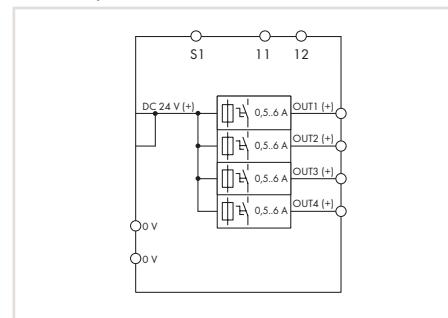 S1 11 12
DC 24 V (+)
0,5..6 A OUT1 (+)
0,5..6 A OUT2 (+)
0,5..6 A OUT3 (+)
0,5..6 A OUT4 (+)
0 V
0 V